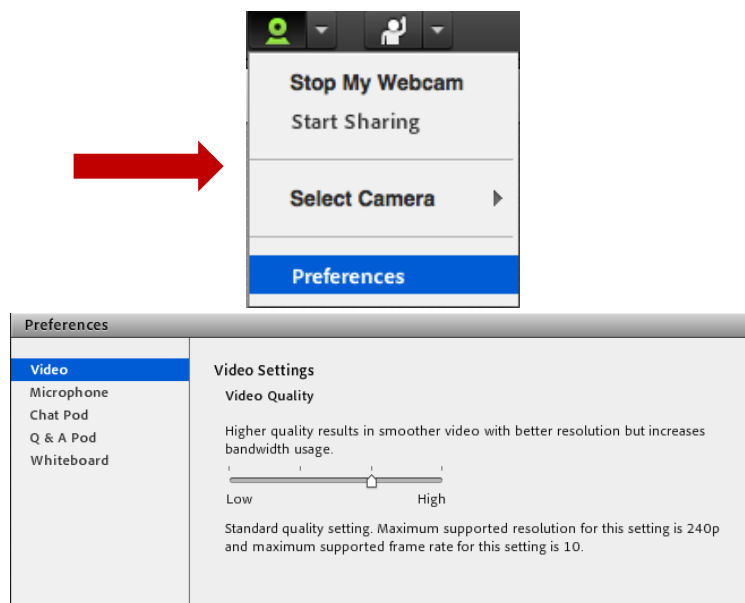 Stop My Webcam
Start Sharing
Select Camera
Preferences
Preferences
Video
Microphone
Chat Pod
Q & A Pod
Whiteboard
Video Settings
Video Quality
Higher quality results in smoother video with better resolution but increases
bandwidth usage.
Low High
Standard quality setting. Maximum supported resolution for this setting is 240p
and maximum supported frame rate for this setting is 10.